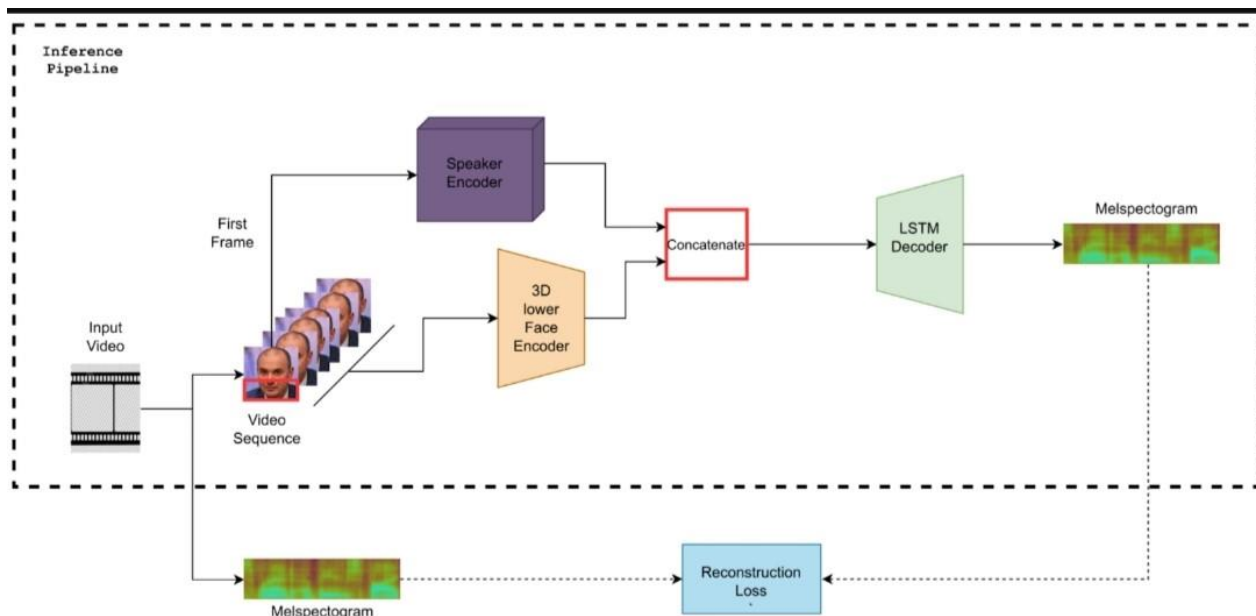 Inference
Pipeline
Speaker
Encoder
First
Frame
Concatenate
LSTM
Decoder
Melspectogram
3D
lower
Face
Encoder
Input
Video
Video
Sequence
Melspectogram
Reconstruction
Loss